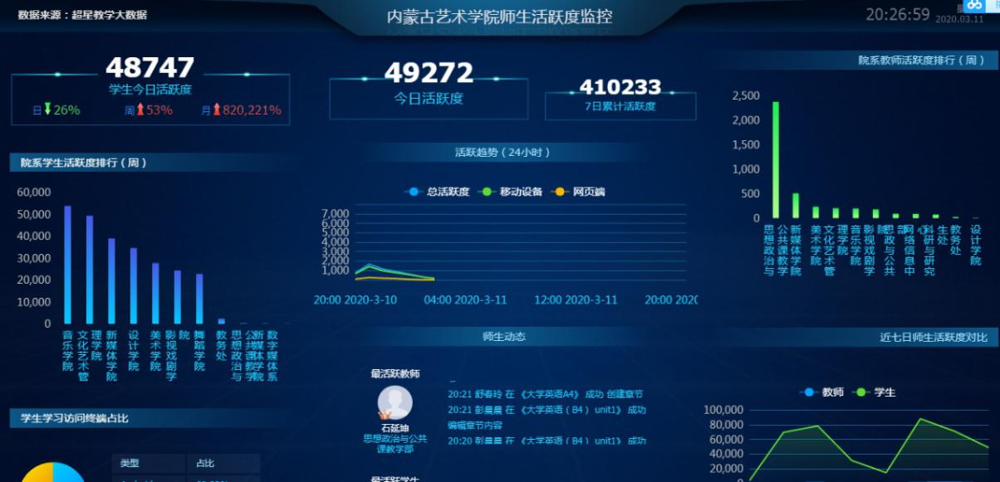 数据来源：超星教学大数据
内蒙古艺术学院师生活跃度监控
20:26:59
2020.03.11
48747
学生今日活跃度
日 26% 周 53% 月 820,221%
49272
今日活跃度
410233
7日累计活跃度
院系教师活跃度排行（周）
2,500
2,000
1,500
1,000
500
0
思想政治与
公共课教学
新媒体学院
美术学院
文化艺术管
理学院
音乐学院
影视戏剧学
院
思政与公共
部
网络信息中
心
科研与研究
生处
教务处
设计学院
院系学生活跃度排行（周）
60,000
50,000
40,000
30,000
20,000
10,000
0
音乐学院
文化艺术管
理学院
新媒体学院
设计学院
美术学院
影视戏剧学
院
舞蹈学院
教务处
思想政治与
公共课教学
新媒体学院
数字媒体系
活跃趋势（24小时）
总活跃度 移动设备 网页端
7,000
6,000
5,000
4,000
3,000
2,000
1,000
20:00 2020-3-10 04:00 2020-3-11 12:00 2020-3-11 20:00 202
师生动态
最活跃教师
石延坤
思想政治与公共
课教学部
最活跃学生
20:21 舒春玲 在 《大学英语A4》 成功 创建章节
20:21 彭晨晨 在 《大学英语（B4）unit1》 成功
编辑章节内容
20:20 彭晨晨 在 《大学英语（B4）unit1》 成功
近七日师生活跃度对比
教师 学生
100,000
80,000
60,000
40,000
20,000
0
学生学习访问终端占比
类型 占比